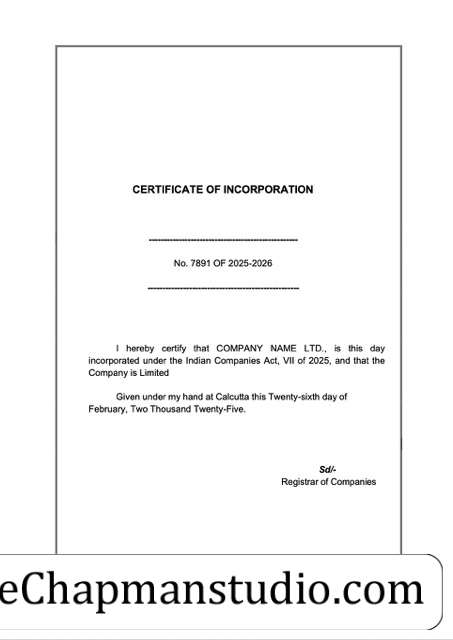 CERTIFICATE OF INCORPORATION
--------------------------------------------------
No. 7891 OF 2025-2026
---------------------------------------------------
I hereby certify that COMPANY NAME LTD., is this day
incorporated under the Indian Companies Act, VII of 2025, and that the
Company is Limited
Given under my hand at Calcutta this Twenty-sixth day of
February, Two Thousand Twenty-Five.
Sd/-
Registrar of Companies
eChapmanstudio.com